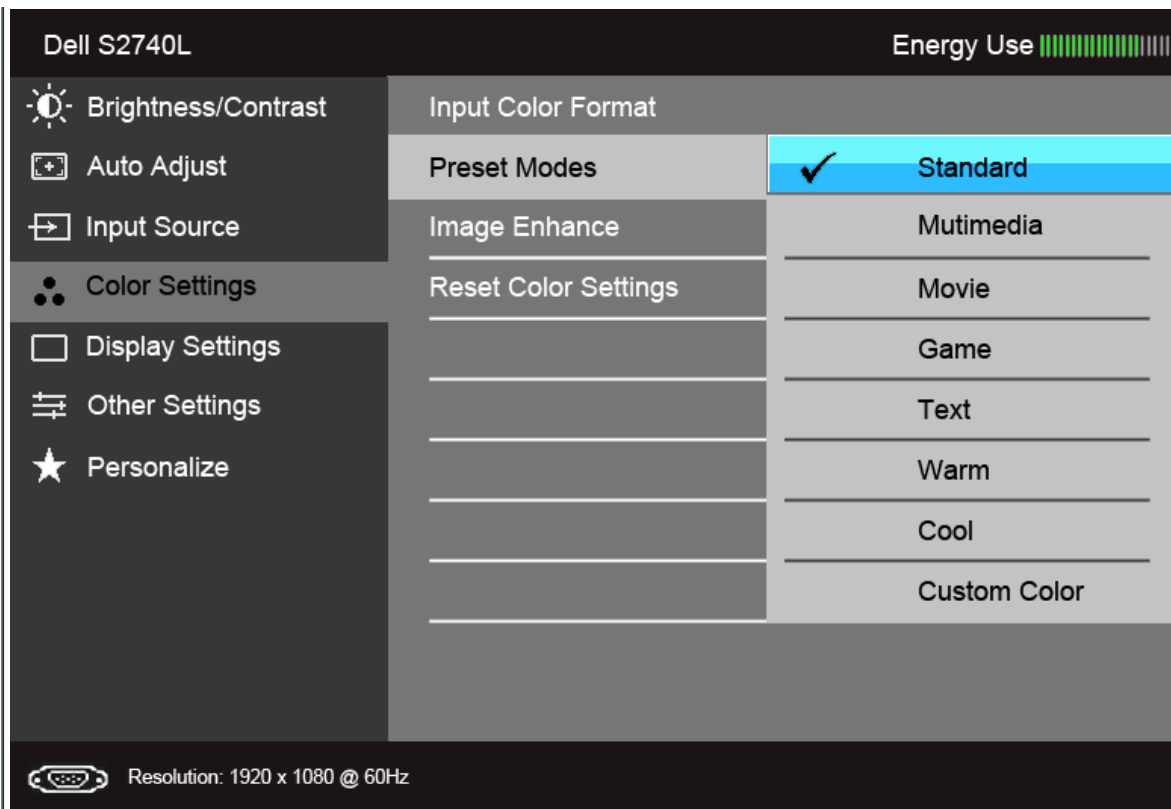 Dell S2740L
Energy Use
Brightness/Contrast
Auto Adjust
Input Source
Color Settings
Display Settings
Other Settings
Personalize
Input Color Format
Preset Modes
Image Enhance
Reset Color Settings
Standard
Mutimedia
Movie
Game
Text
Warm
Cool
Custom Color
Resolution: 1920 x 1080 @ 60Hz